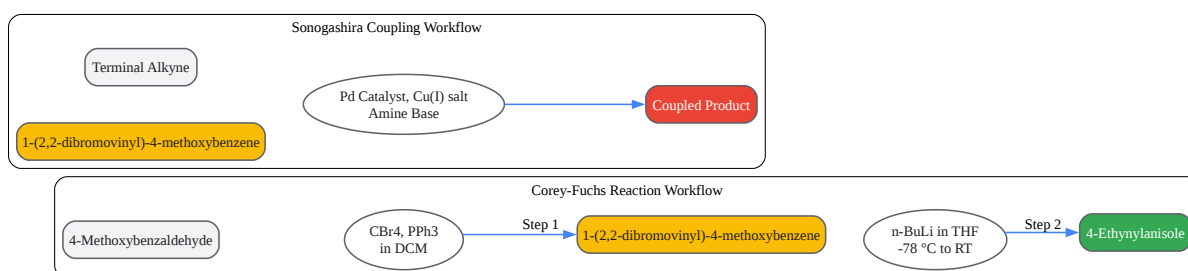 Sonogashira Coupling Workflow
Terminal Alkyne
Pd Catalyst, Cu(I) salt
Amine Base
Coupled Product
1-(2,2-dibromovinyl)-4-methoxybenzene
Corey-Fuchs Reaction Workflow
4-Methoxybenzaldehyde
CBr4, PPh3
in DCM
Step 1
1-(2,2-dibromovinyl)-4-methoxybenzene
n-BuLi in THF
-78 °C to RT
Step 2
4-Ethynylanisole